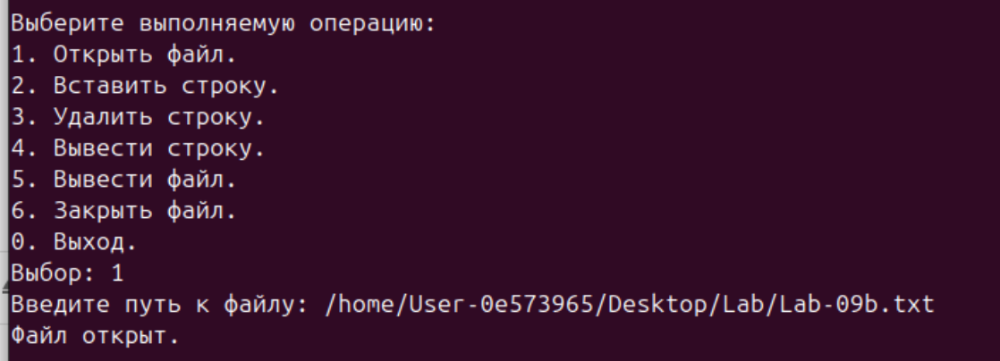 Выберите выполняемую операцию:
1. Открыть файл.
2. Вставить строку.
3. Удалить строку.
4. Вывести строку.
5. Вывести файл.
6. Закрыть файл.
0. Выход.
Выбор: 1
Введите путь к файлу: /home/User-0e573965/Desktop/Lab/Lab-09b.txt
Файл открыт.